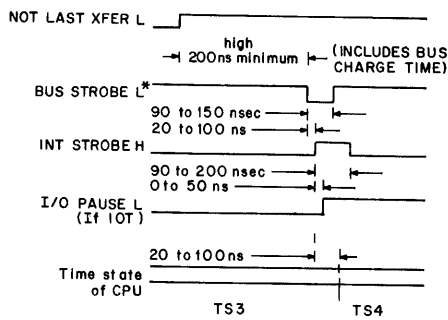 NOT LAST XFER L
high
200ns minimum
(INCLUDES BUS
CHARGE TIME)
BUS STROBE L*
90 to 150 nsec
20 to 100 ns
INT STROBE H
90 to 200 nsec
0 to 50 ns
I/O PAUSE L
(If IOT)
20 to 100ns
Time state
of CPU
TS3
TS4